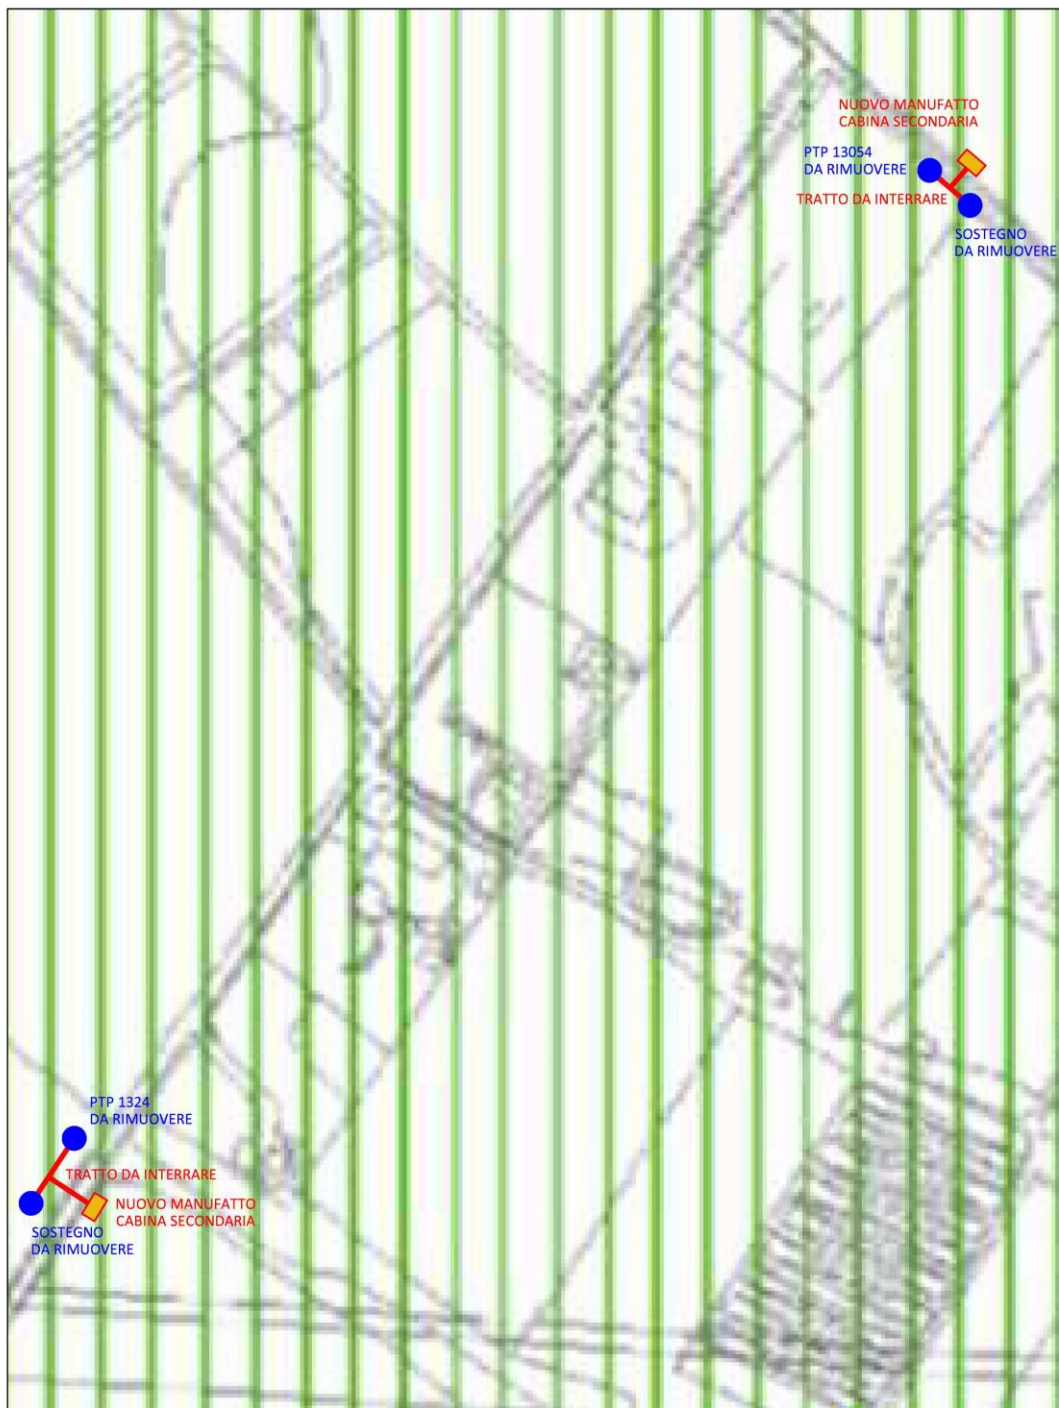 NUOVO MANUFATTO
CABINA SECONDARIA
PTP 13054
DA RIMUOVERE
TRATTO DA INTERRARE
SOSTEGNO
DA RIMUOVERE
PTP 1324
DA RIMUOVERE
TRATTO DA INTERRARE
NUOVO MANUFATTO
CABINA SECONDARIA
SOSTEGNO
DA RIMUOVERE